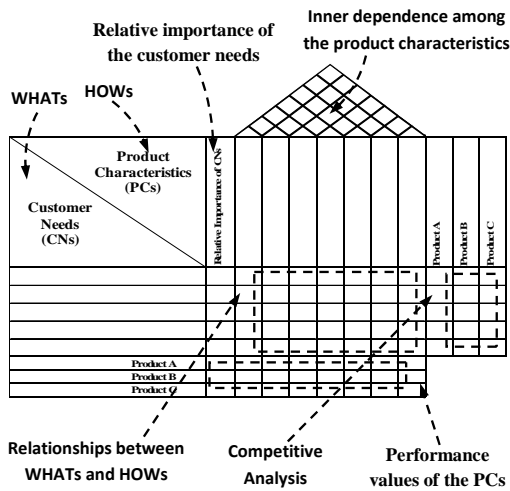 Relative importance of
the customer needs
Inner dependence among
the product characteristics
WHATs
HOWs
Product
Characteristics
(PCs)
Customer
Needs
(CNs)
Relative Importance of CNs
Product A
Product B
Product C
Product A
Product B
Product C
Relationships between
WHATs and HOWs
Competitive
Analysis
Performance
values of the PCs